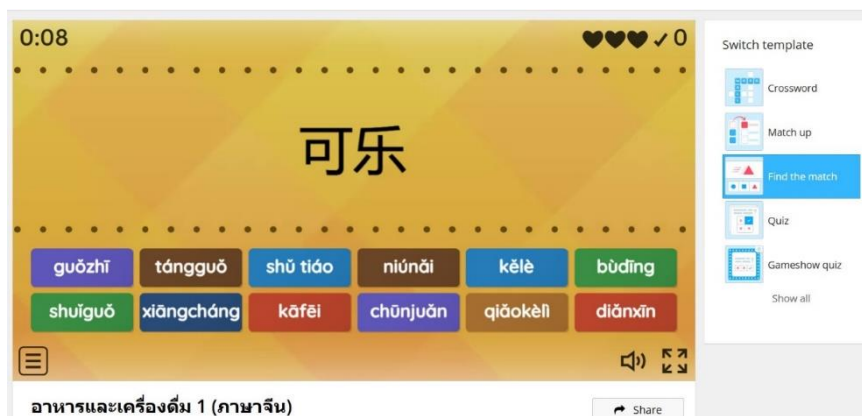 0:08
✓ 0
可乐
guǒzhī tángguǒ shǔ tiáo niúnǎi kělè bùdīng
shuǐguǒ xiāngcháng kāfēi chūnjuǎn qiǎokèlì diǎnxīn
อาหารและเครื่องดื่ม 1 (ภาษาจีน)
Share
Switch template
Crossword
Match up
Find the match
Quiz
Gameshow quiz
Show all